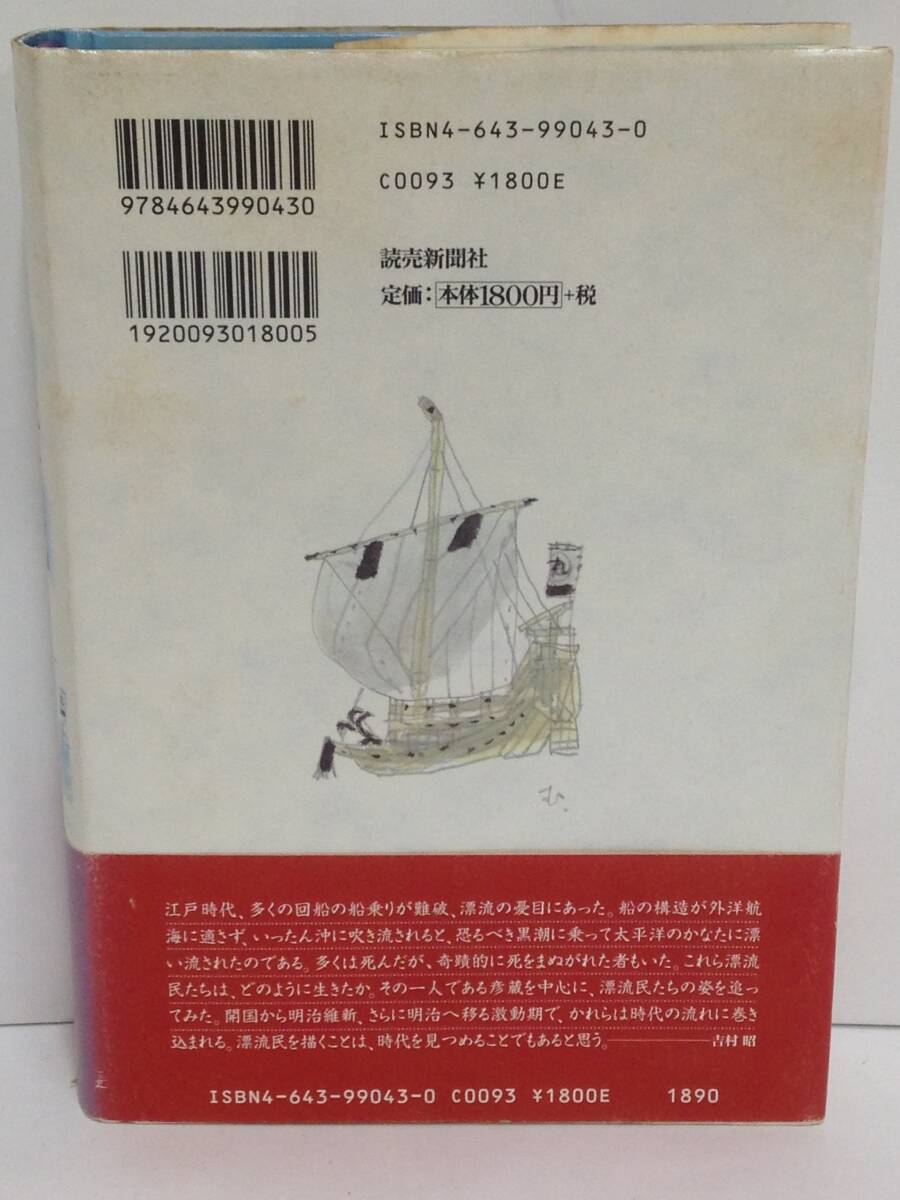 ISBN4-643-99043-0
C0093 ¥1800E
9784643990430
読売新聞社
定価：本体1800円+税
1920093018005
丸
む.
江戸時代、多くの回船の船乗りが難破、漂流の憂目にあった。船の構造が外洋航
海に適さず、いったん沖に吹き流されると、恐るべき黒潮に乗って太平洋のかなたに漂
い流されたのである。多くは死んだが、奇蹟的に死をまぬがれた者もいた。これら漂流
民たちは、どのように生きたか。その一人である彦蔵を中心に、漂流民たちの姿を追っ
てみた。開国から明治維新、さらに明治へ移る激動期で、かれらは時代の流れに巻き
込まれる。漂流民を描くことは、時代を見つめることでもあると思う。――吉村 昭
ISBN4-643-99043-0 C0093 ¥1800E 1890